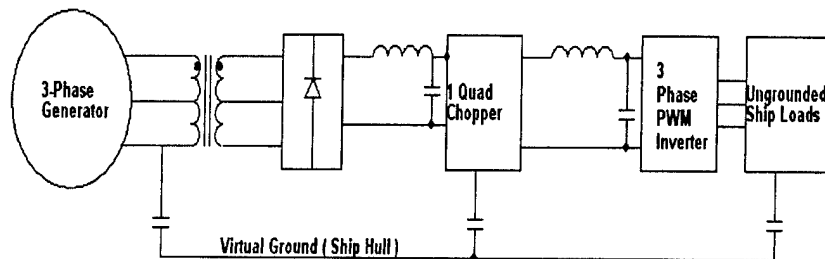 3-Phase
Generator
1 Quad
Chopper
3
Phase
PWM
Inverter
Ungrounded
Ship Loads
Virtual Ground ( Ship Hull )